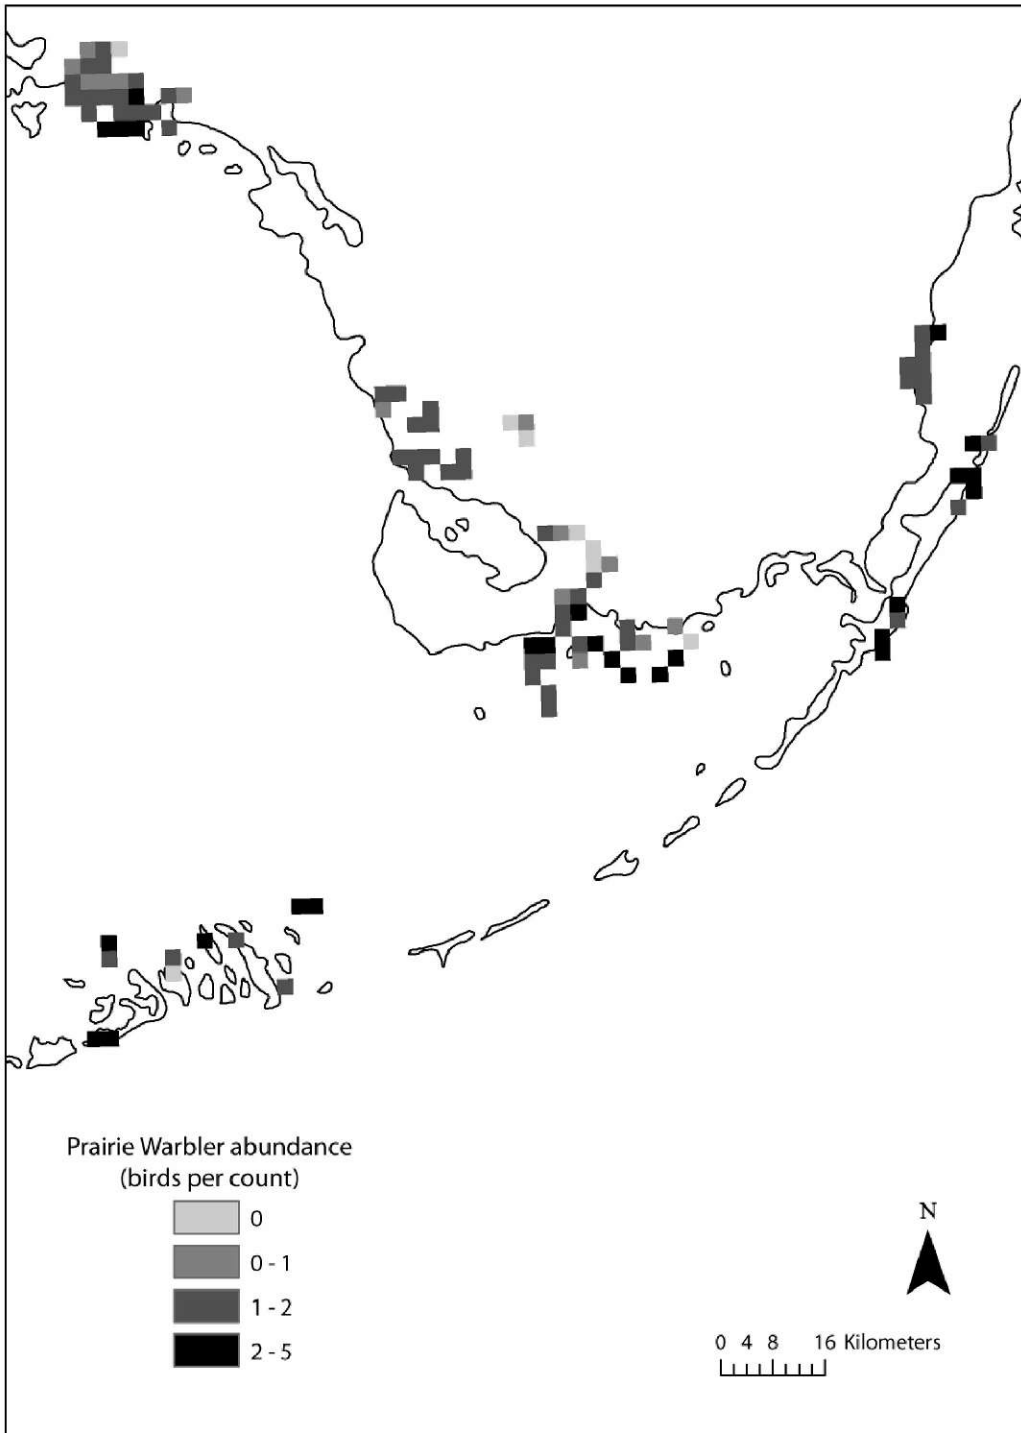 Prairie Warbler abundance
(birds per count)
0
0 - 1
1 - 2
2 - 5
N
0 4 8 16 Kilometers